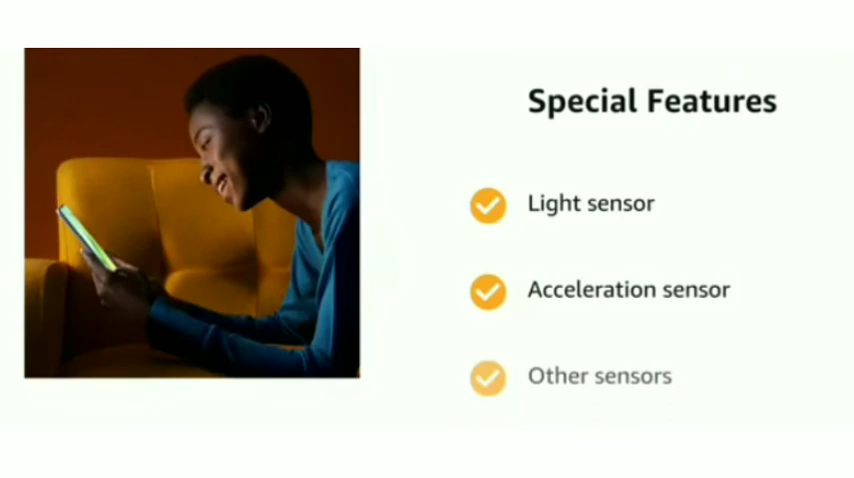 Special Features
Light sensor
Acceleration sensor
Other sensors